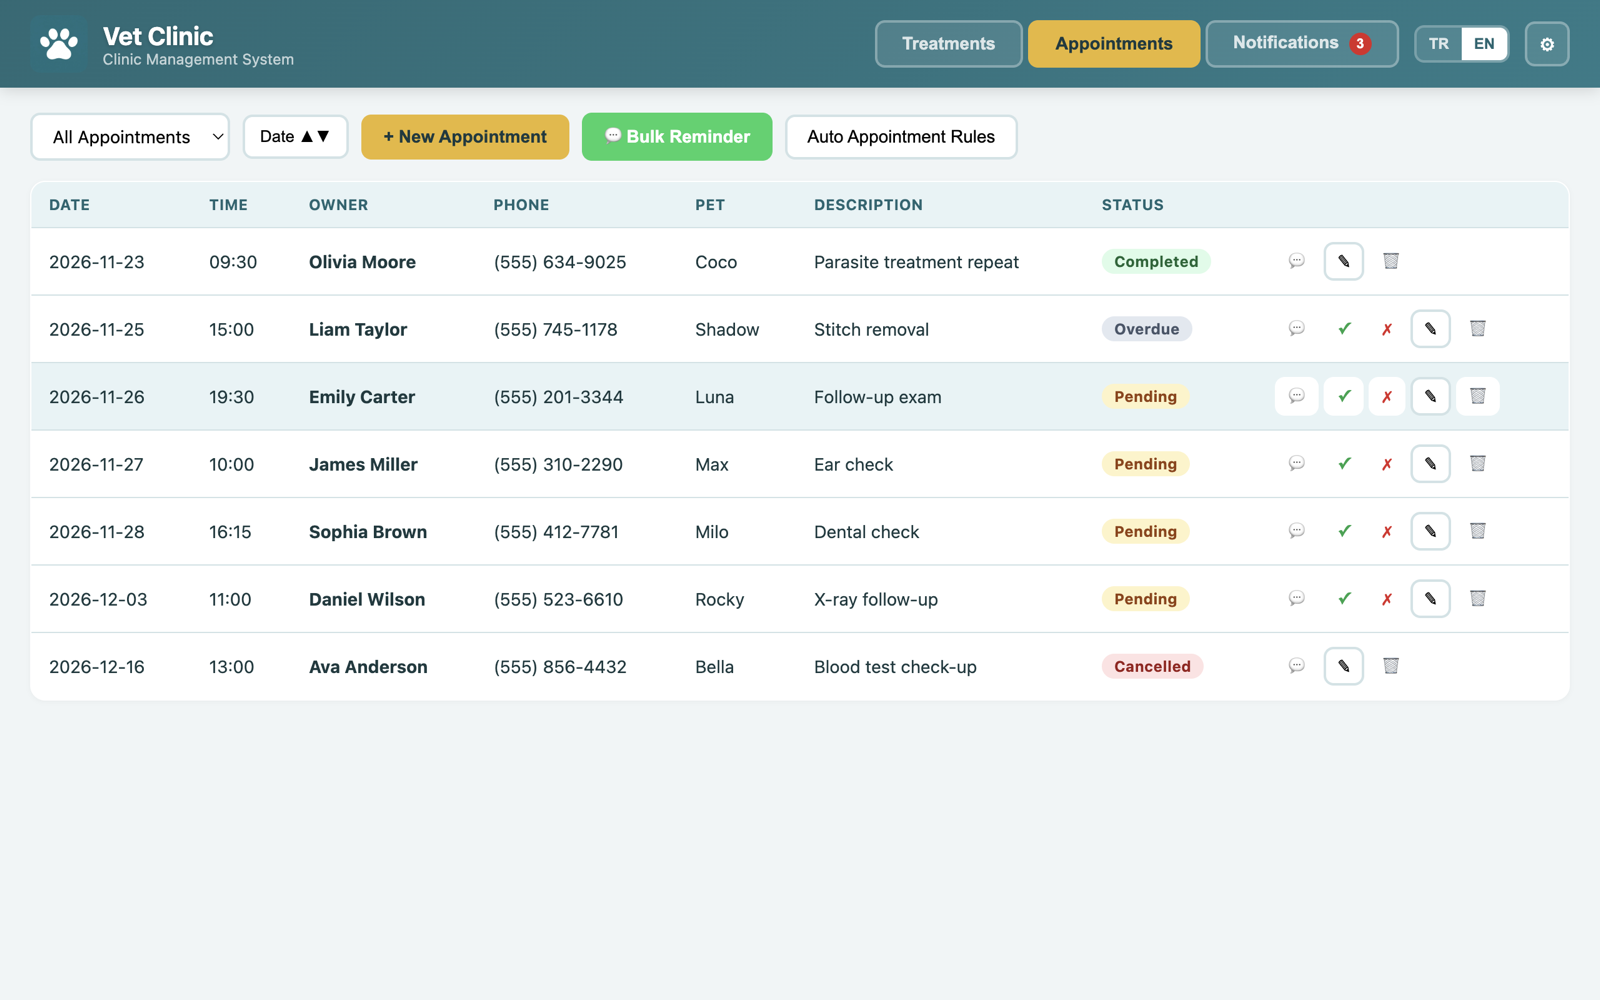 Vet Clinic
Clinic Management System
Treatments
Appointments
Notifications 3
TR EN
All Appointments
Date ▲▼
+ New Appointment
Bulk Reminder
Auto Appointment Rules
DATE TIME OWNER PHONE PET DESCRIPTION STATUS
2026-11-23 09:30 Olivia Moore (555) 634-9025 Coco Parasite treatment repeat Completed
2026-11-25 15:00 Liam Taylor (555) 745-1178 Shadow Stitch removal Overdue
2026-11-26 19:30 Emily Carter (555) 201-3344 Luna Follow-up exam Pending
2026-11-27 10:00 James Miller (555) 310-2290 Max Ear check Pending
2026-11-28 16:15 Sophia Brown (555) 412-7781 Milo Dental check Pending
2026-12-03 11:00 Daniel Wilson (555) 523-6610 Rocky X-ray follow-up Pending
2026-12-16 13:00 Ava Anderson (555) 856-4432 Bella Blood test check-up Cancelled